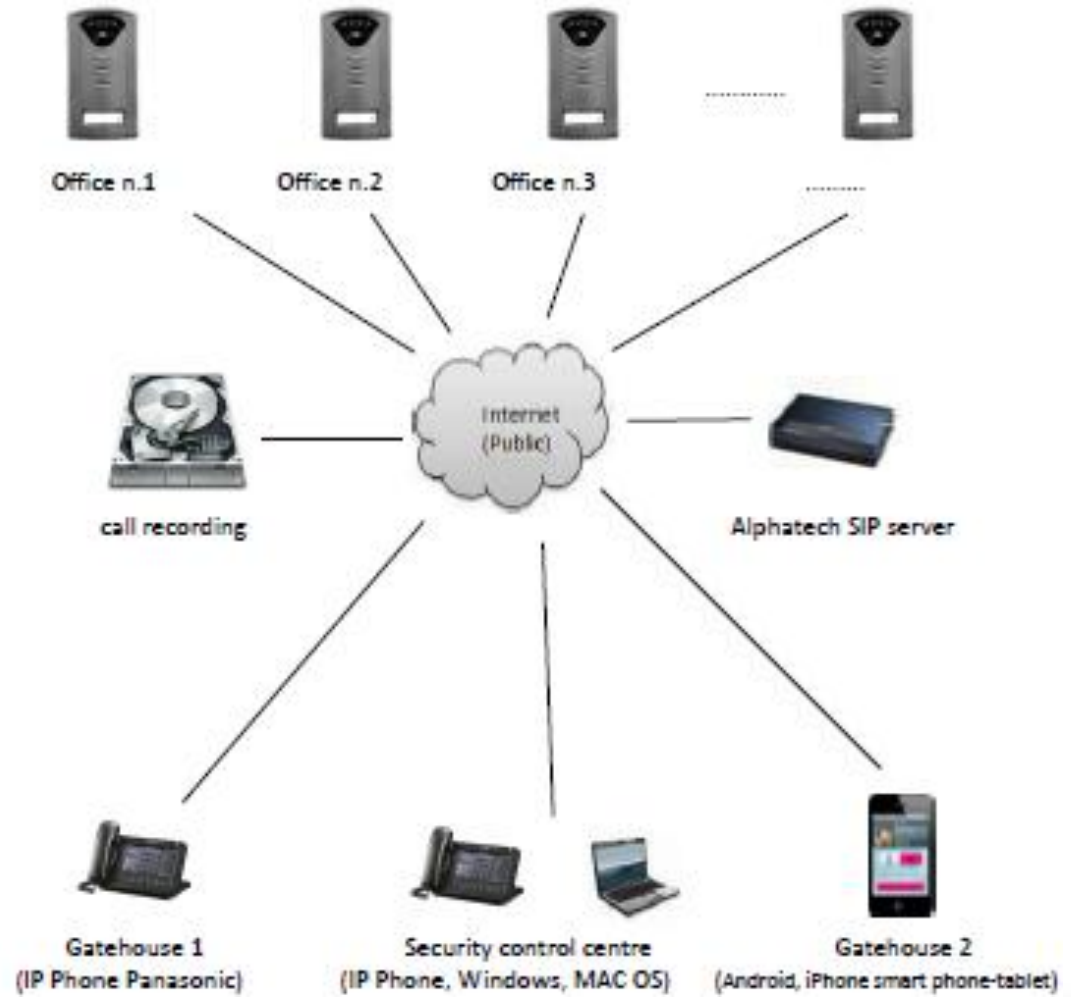 Office n.1
Office n.2
Office n.3
............
.........
Internet
(Public)
call recording
Alphatech SIP server
Gatehouse 1
(IP Phone Panasonic)
Security control centre
(IP Phone, Windows, MAC OS)
Gatehouse 2
(Android, iPhone smart phone-tablet)